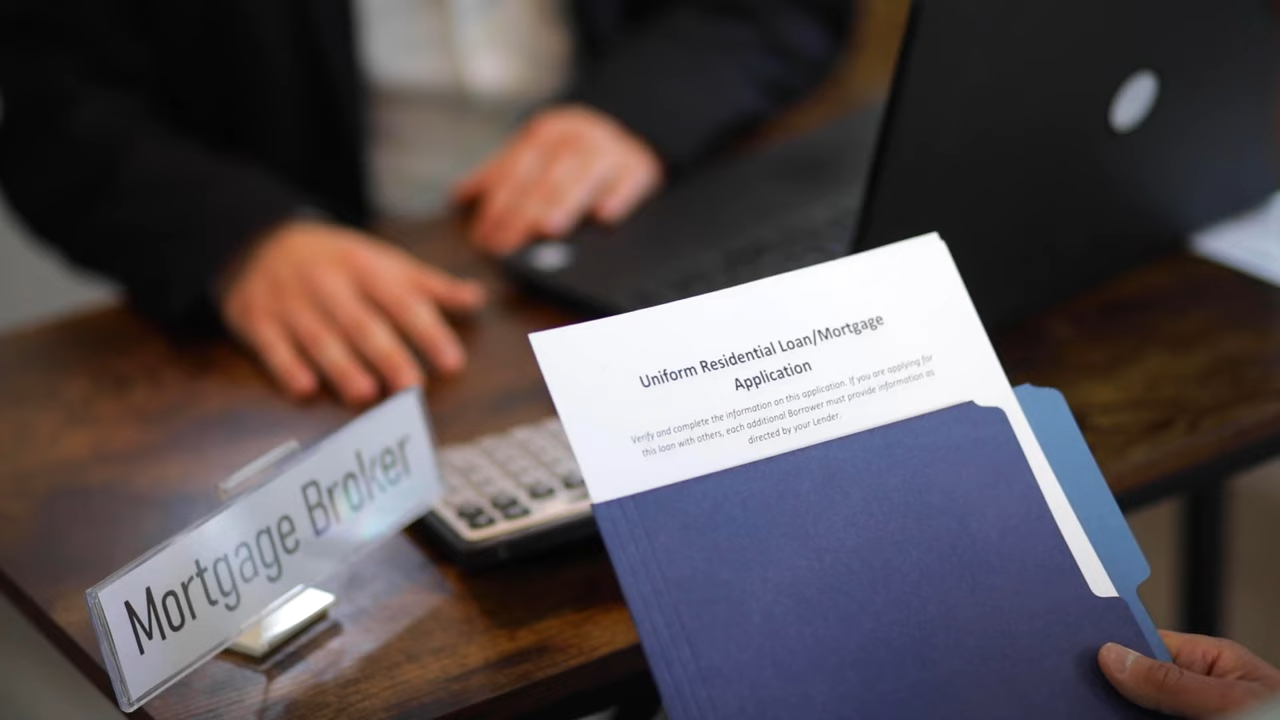 Uniform Residential Loan/Mortgage
Application
Verify and complete the information on this application. If you are applying for
this loan with others, each additional Borrower must provide information as
directed by your Lender.
Mortgage Broker